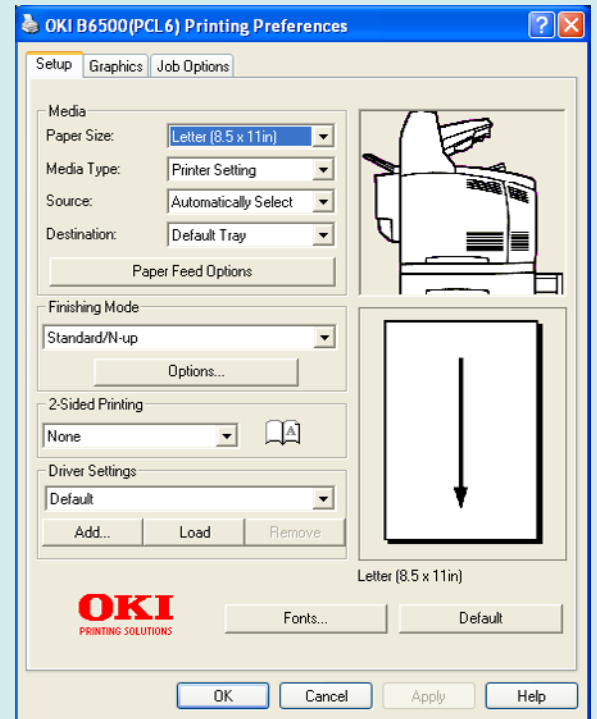 OKI B6500(PCL6) Printing Preferences
Setup Graphics Job Options
Media
Paper Size: Letter (8.5 x 11in)
Media Type: Printer Setting
Source: Automatically Select
Destination: Default Tray
Paper Feed Options
Finishing Mode
Standard/N-up
Options...
2-Sided Printing
None
A
Driver Settings
Default
Add... Load Remove
Letter (8.5 x 11in)
OKI
PRINTING SOLUTIONS
Fonts... Default
OK Cancel Apply Help